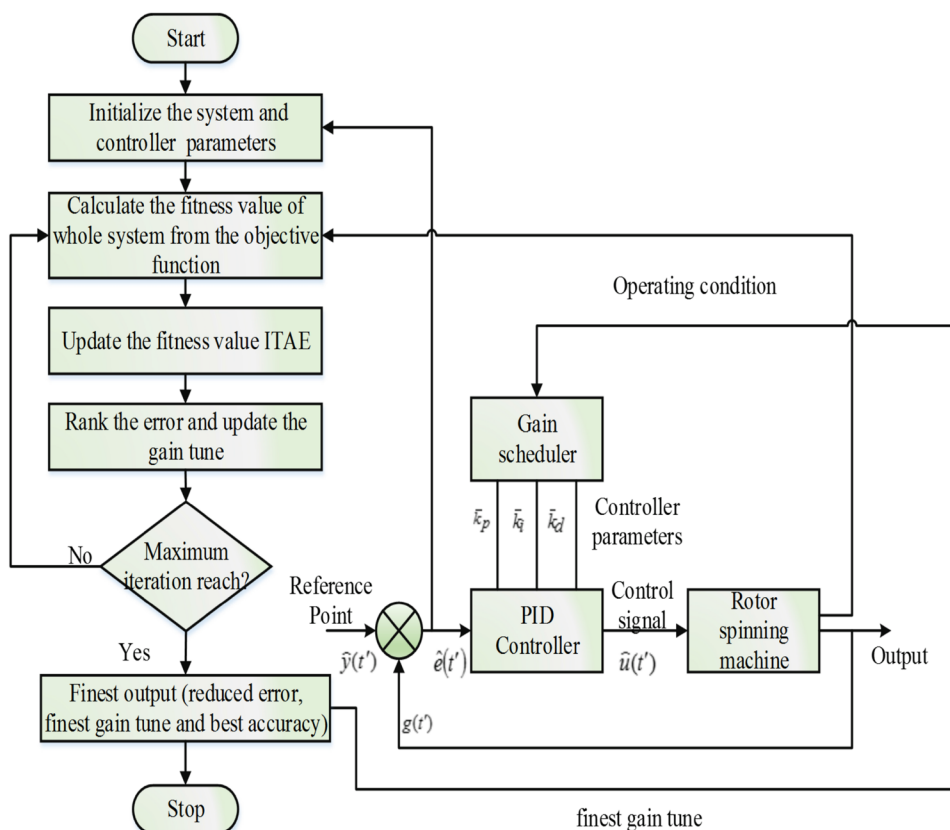 Start
Initialize the system and
controller parameters
Calculate the fitness value of
whole system from the objective
function
Update the fitness value ITAE
Rank the error and update the
gain tune
Maximum
iteration reach?
No
Yes
Finest output (reduced error,
finest gain tune and best accuracy)
Stop
Operating condition
Gain
scheduler
k̄_p k̄_i k̄_d
Controller
parameters
Reference
Point
ŷ(t′)
ê(t′)
g(t′)
PID
Controller
Control
signal
û(t′)
Rotor
spinning
machine
Output
finest gain tune